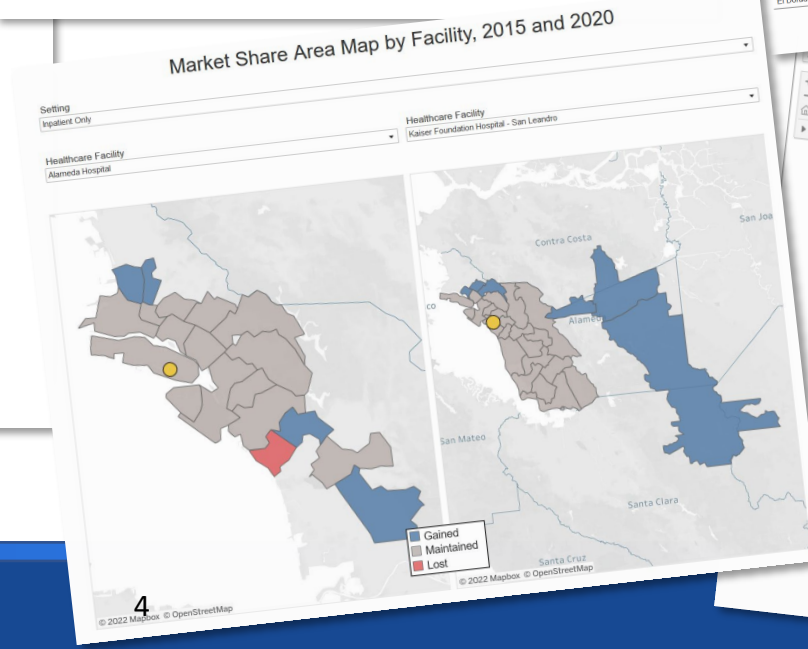 Market Share Area Map by Facility, 2015 and 2020
Setting
Inpatient Only
Healthcare Facility
Alameda Hospital
Healthcare Facility
Kaiser Foundation Hospital - San Leandro
Contra Costa
San Joa
co
Alamed
San Mateo
Santa Clara
Santa Cruz
Gained
Maintained
Lost
© 2022 Mapbox © OpenStreetMap
© 2022 Mapbox © OpenStreetMap
4